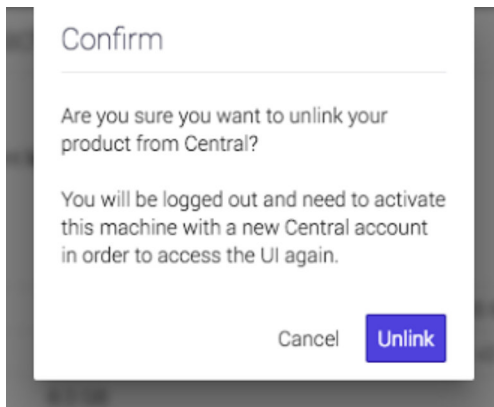 Confirm
Are you sure you want to unlink your
product from Central?
You will be logged out and need to activate
this machine with a new Central account
in order to access the UI again.
Cancel Unlink